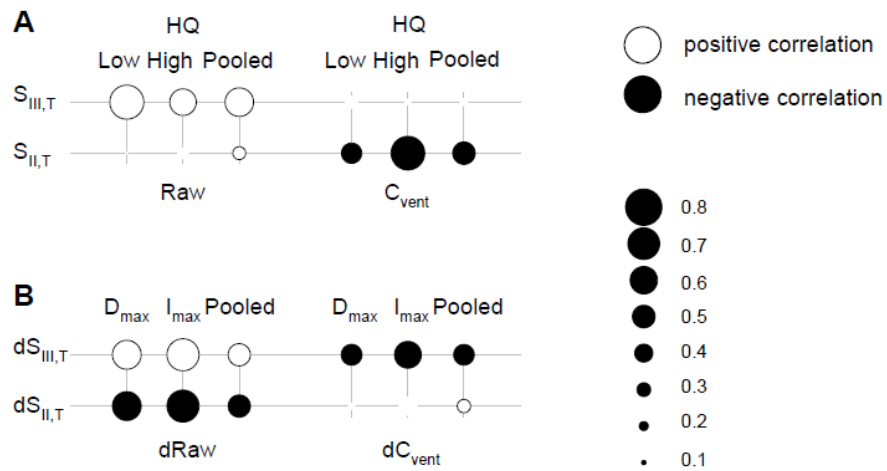 A
HQ HQ
Low High Pooled Low High Pooled
S_III,T
S_II,T
Raw C_vent
positive correlation
negative correlation
0.8
0.7
0.6
0.5
0.4
0.3
0.2
0.1
B
D_max I_max Pooled D_max I_max Pooled
dS_III,T
dS_II,T
dRaw dC_vent